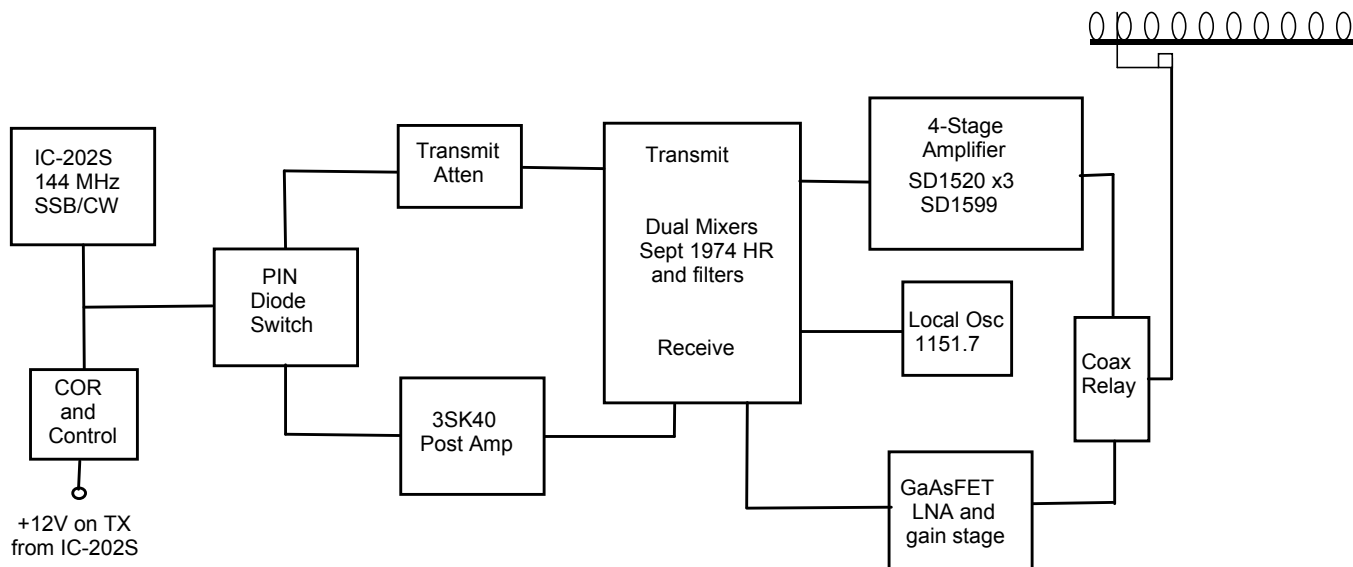 IC-202S
144 MHz
SSB/CW
COR
and
Control
+12V on TX
from IC-202S
PIN
Diode
Switch
Transmit
Atten
3SK40
Post Amp
Transmit
Dual Mixers
Sept 1974 HR
and filters
Receive
4-Stage
Amplifier
SD1520 x3
SD1599
Local Osc
1151.7
Coax
Relay
GaAsFET
LNA and
gain stage